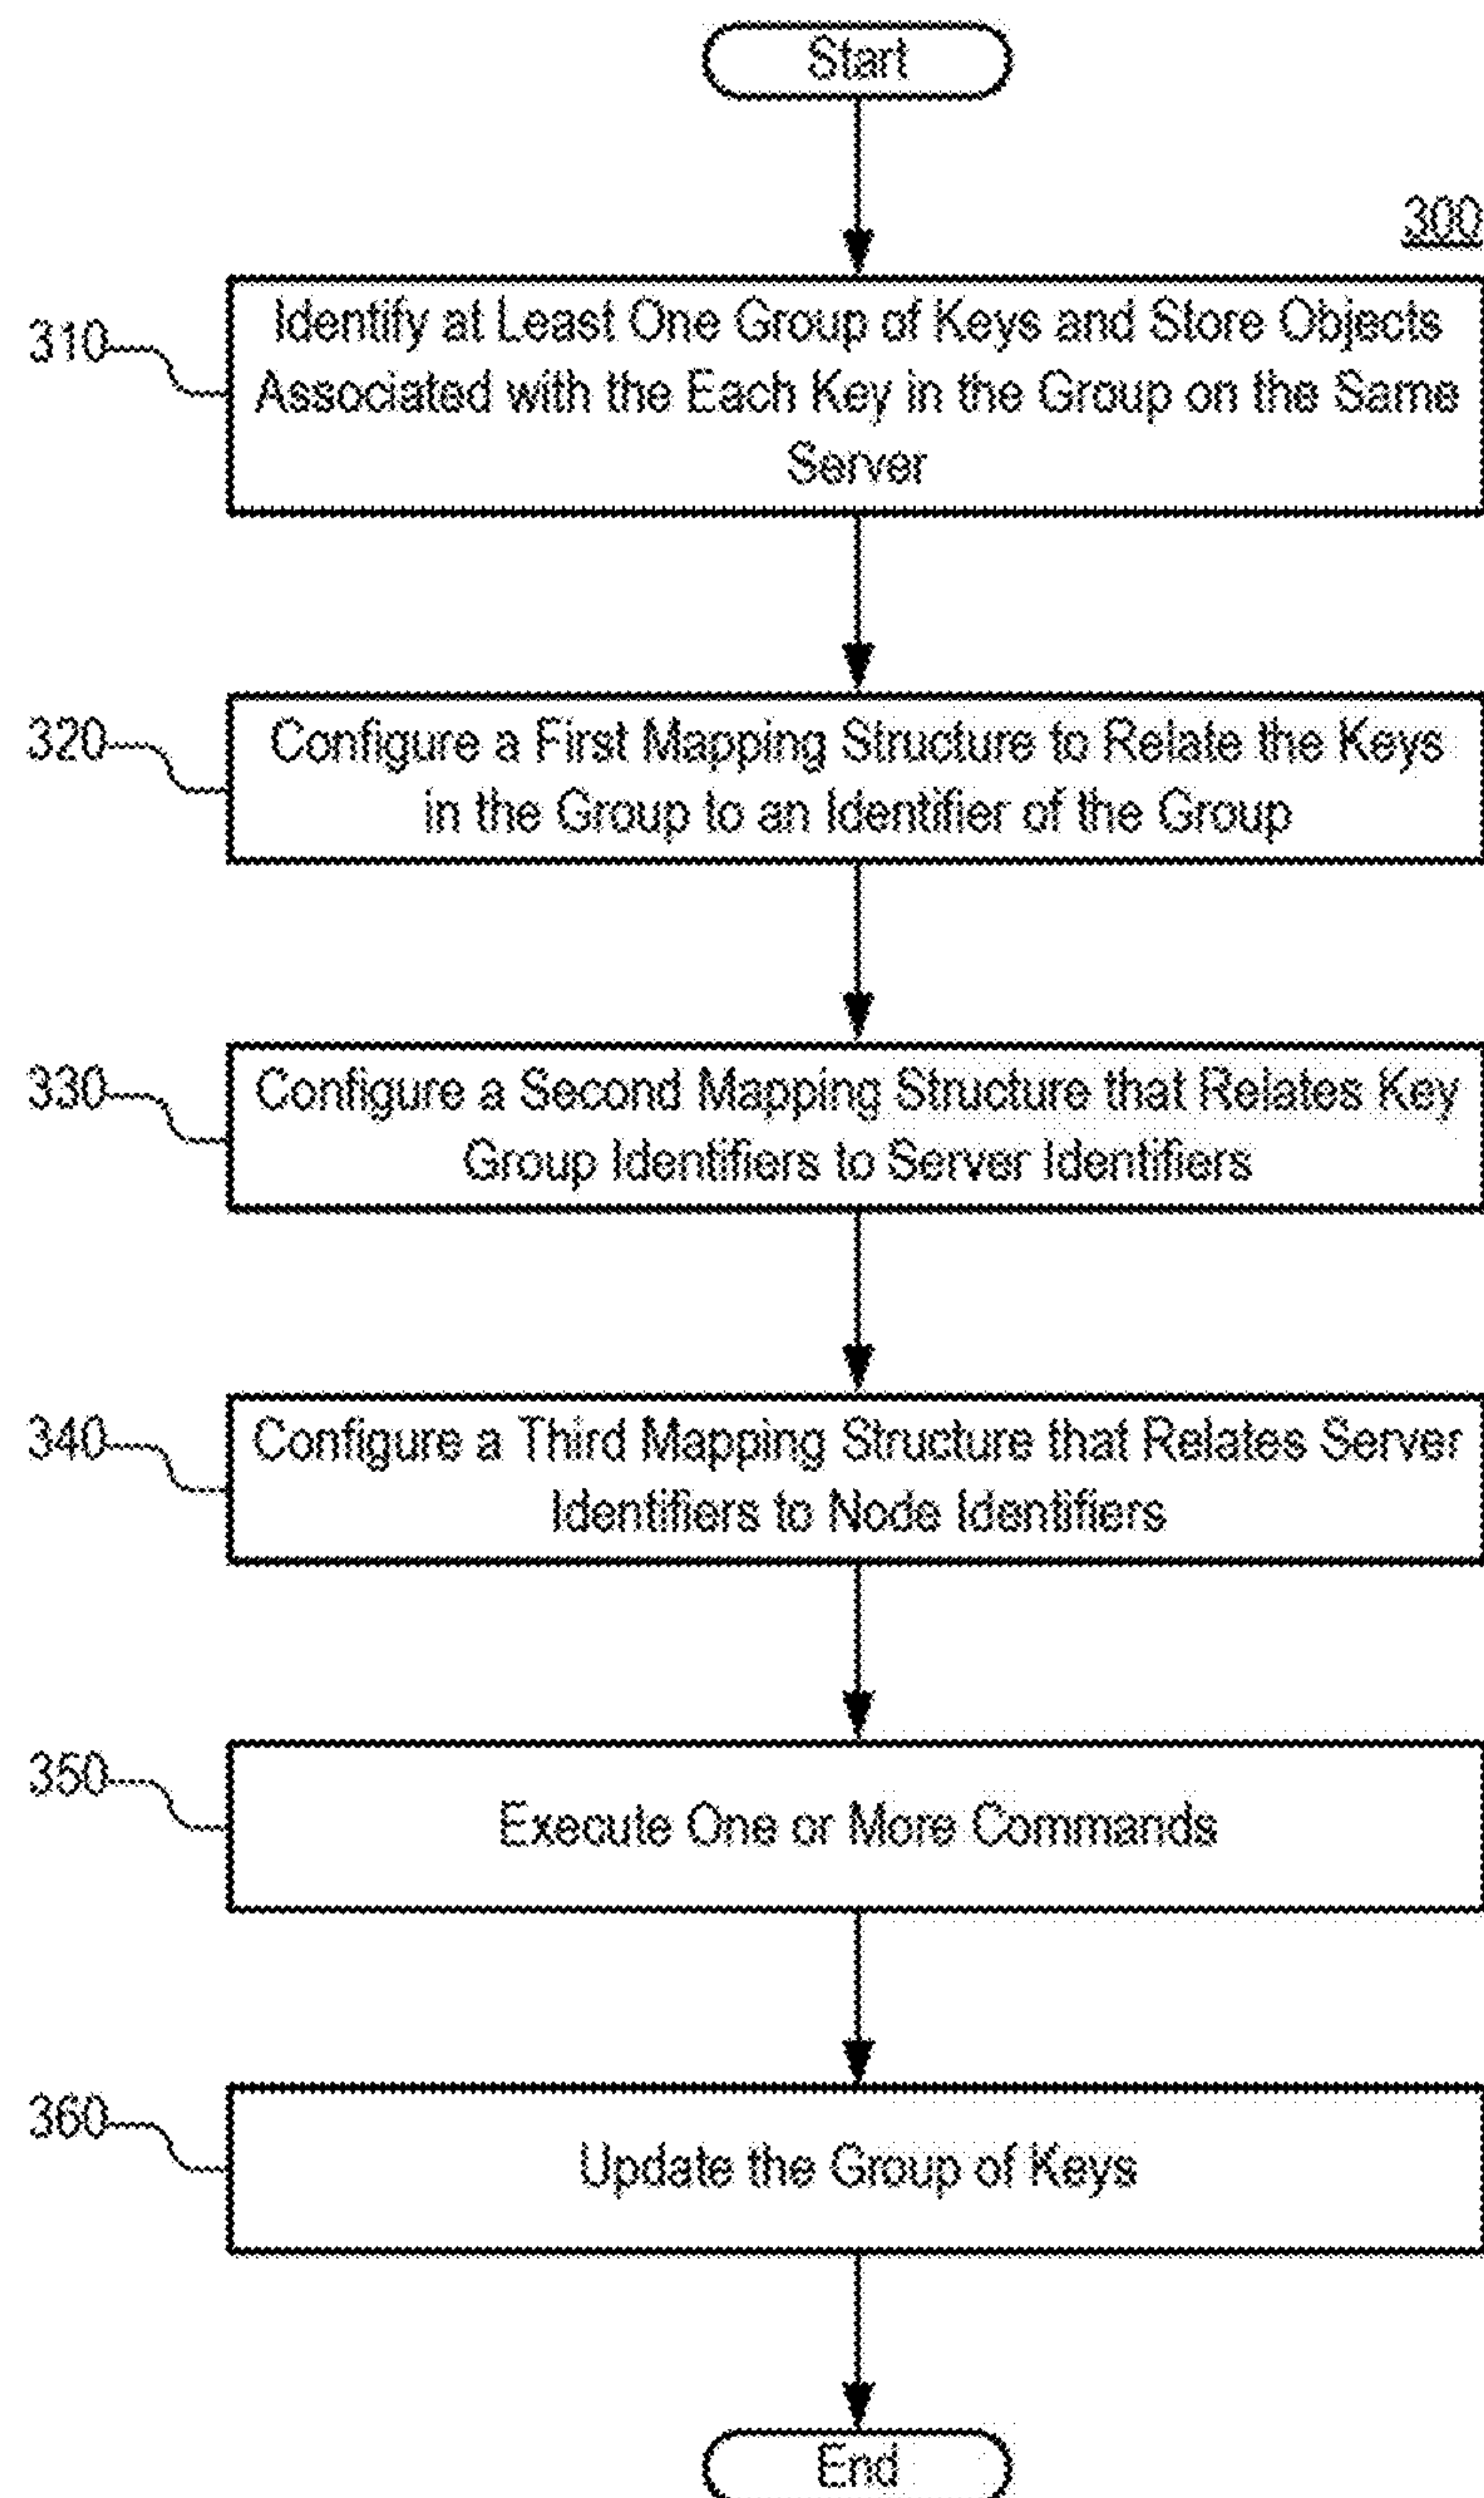 Start
300
310
Identify at Least One Group of Keys and Store Objects
Associated with the Each Key in the Group on the Same
Server
320
Configure a First Mapping Structure to Relate the Keys
in the Group to an Identifier of the Group
330
Configure a Second Mapping Structure that Relates Key
Group Identifiers to Server Identifiers
340
Configure a Third Mapping Structure that Relates Server
Identifiers to Node Identifiers
350
Execute One or More Commands
360
Update the Group of Keys
End